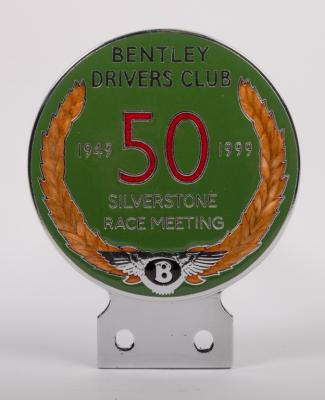 BENTLEY
DRIVERS CLUB
1949 50 1999
SILVERSTONE
RACE MEETING
B